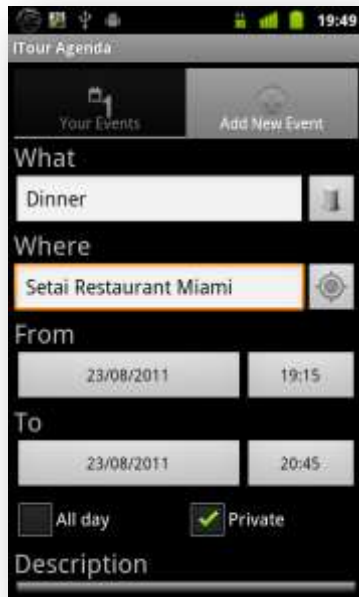 19:49
ITour Agenda
1
Your Events
Add New Event
What
Dinner
Where
Setai Restaurant Miami
From
23/08/2011 19:15
To
23/08/2011 20:45
All day Private
Description